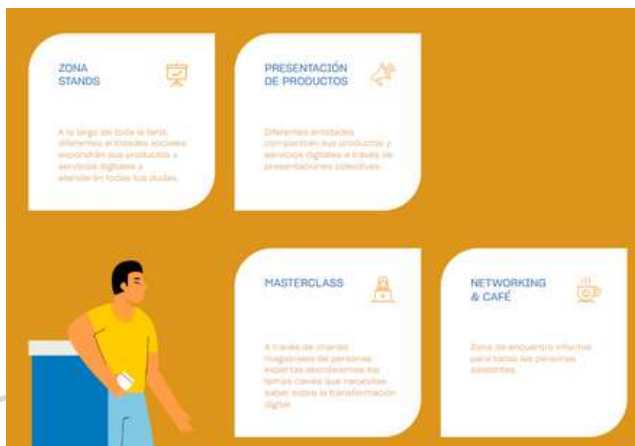 ZONA
STANDS
A lo largo de toda la feria,
diferentes entidades sociales
expondrán sus productos y
servicios digitales y
atenderán todas tus dudas.
PRESENTACIÓN
DE PRODUCTOS
Diferentes entidades
compartirán sus productos y
servicios digitales a través de
presentaciones colectivas.
MASTERCLASS
A través de charlas
magistrales de personas
expertas abordaremos los
temas claves que necesitas
saber sobre la transformación
digital.
NETWORKING
& CAFÉ
Zona de encuentro informal
para todas las personas
asistentes.